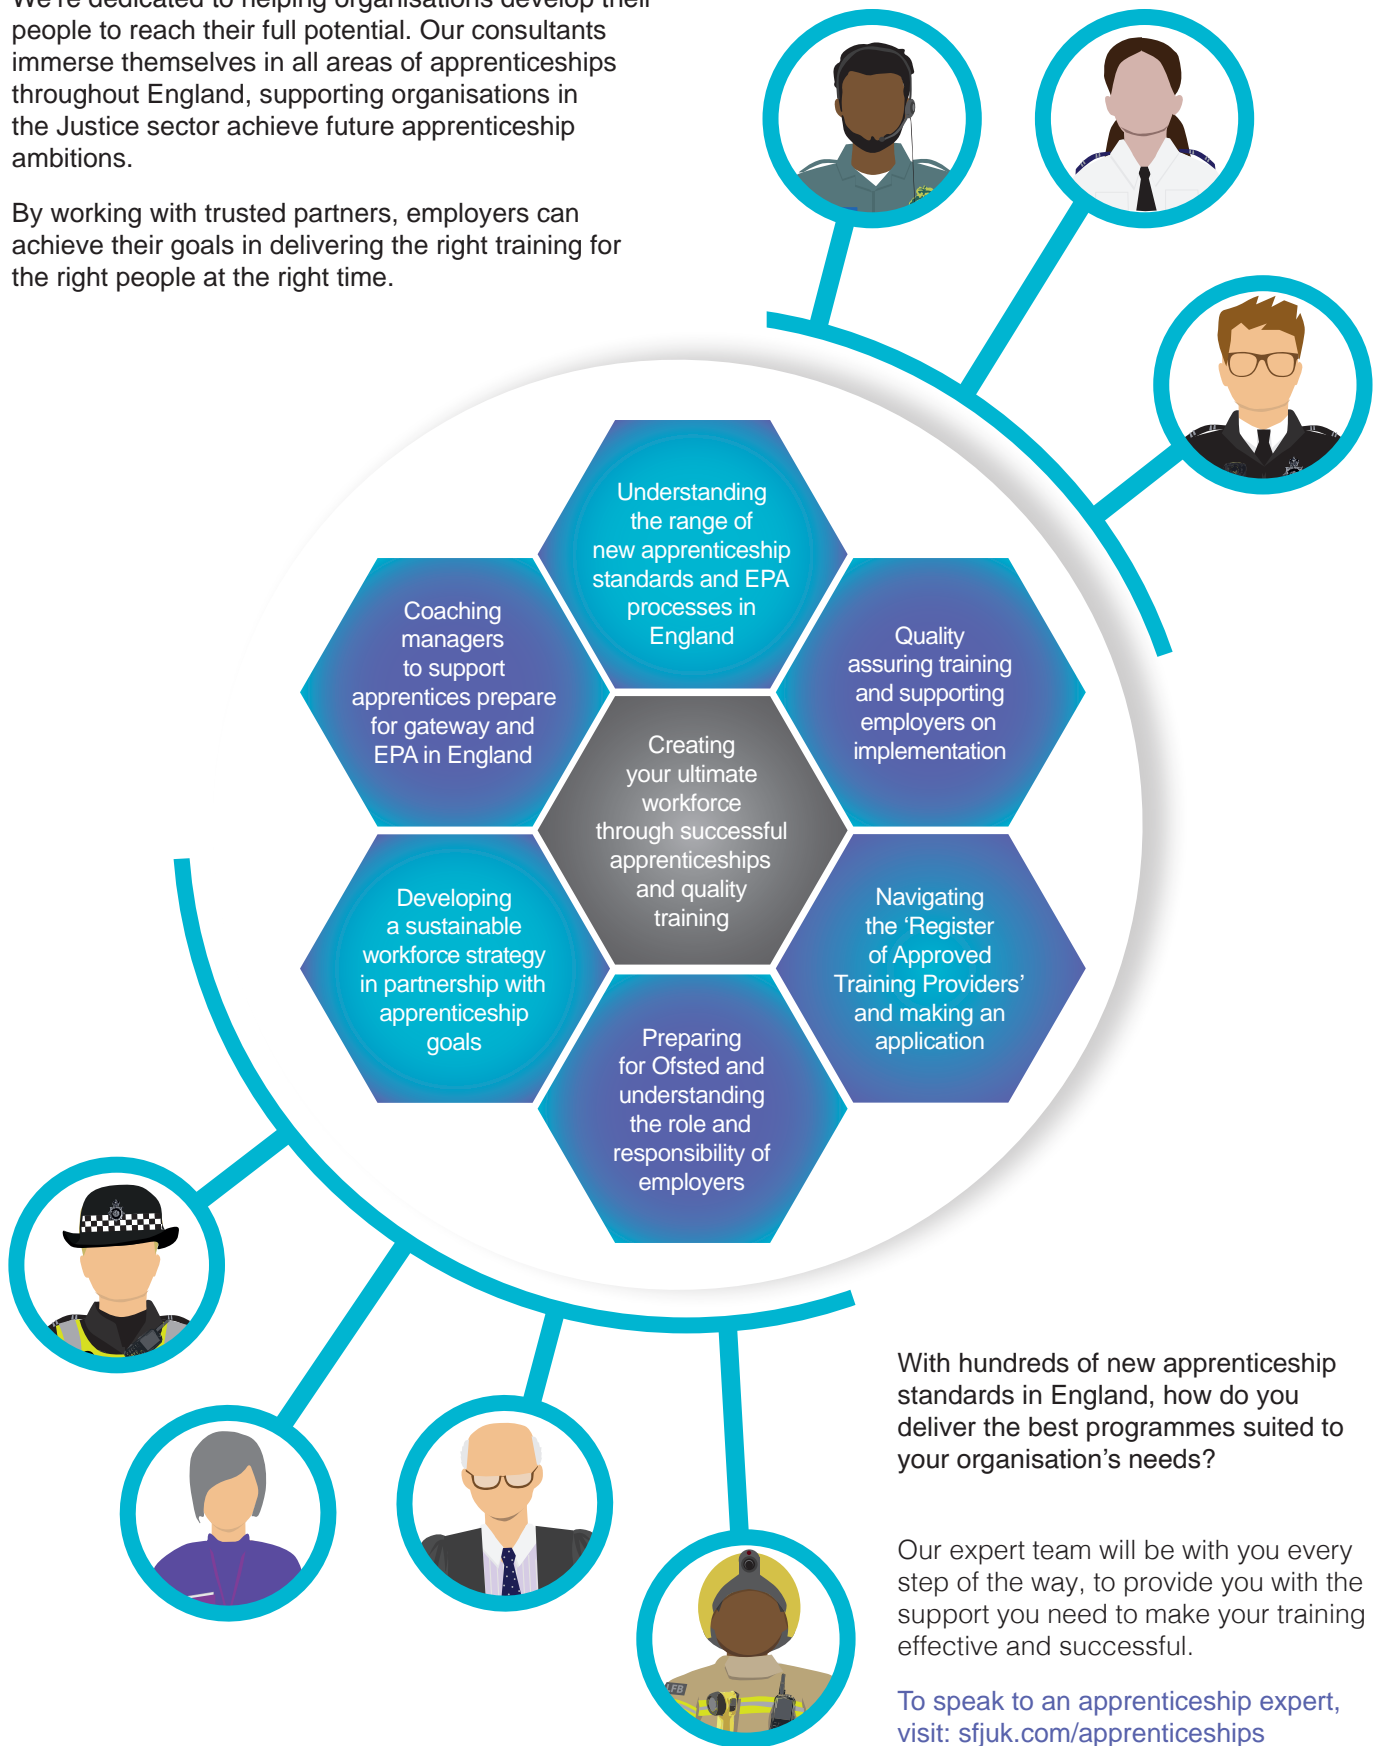 We're dedicated to helping organisations develop their
people to reach their full potential. Our consultants
immerse themselves in all areas of apprenticeships
throughout England, supporting organisations in
the Justice sector achieve future apprenticeship
ambitions.
By working with trusted partners, employers can
achieve their goals in delivering the right training for
the right people at the right time.
Understanding
the range of
new apprenticeship
standards and EPA
processes in
England
Coaching
managers
to support
apprentices prepare
for gateway and
EPA in England
Quality
assuring training
and supporting
employers on
implementation
Creating
your ultimate
workforce
through successful
apprenticeships
and quality
training
Developing
a sustainable
workforce strategy
in partnership with
apprenticeship
goals
Navigating
the ‘Register
of Approved
Training Providers’
and making an
application
Preparing
for Ofsted and
understanding
the role and
responsibility of
employers
With hundreds of new apprenticeship
standards in England, how do you
deliver the best programmes suited to
your organisation’s needs?
Our expert team will be with you every
step of the way, to provide you with the
support you need to make your training
effective and successful.
LFB
To speak to an apprenticeship expert,
visit: sfjuk.com/apprenticeships